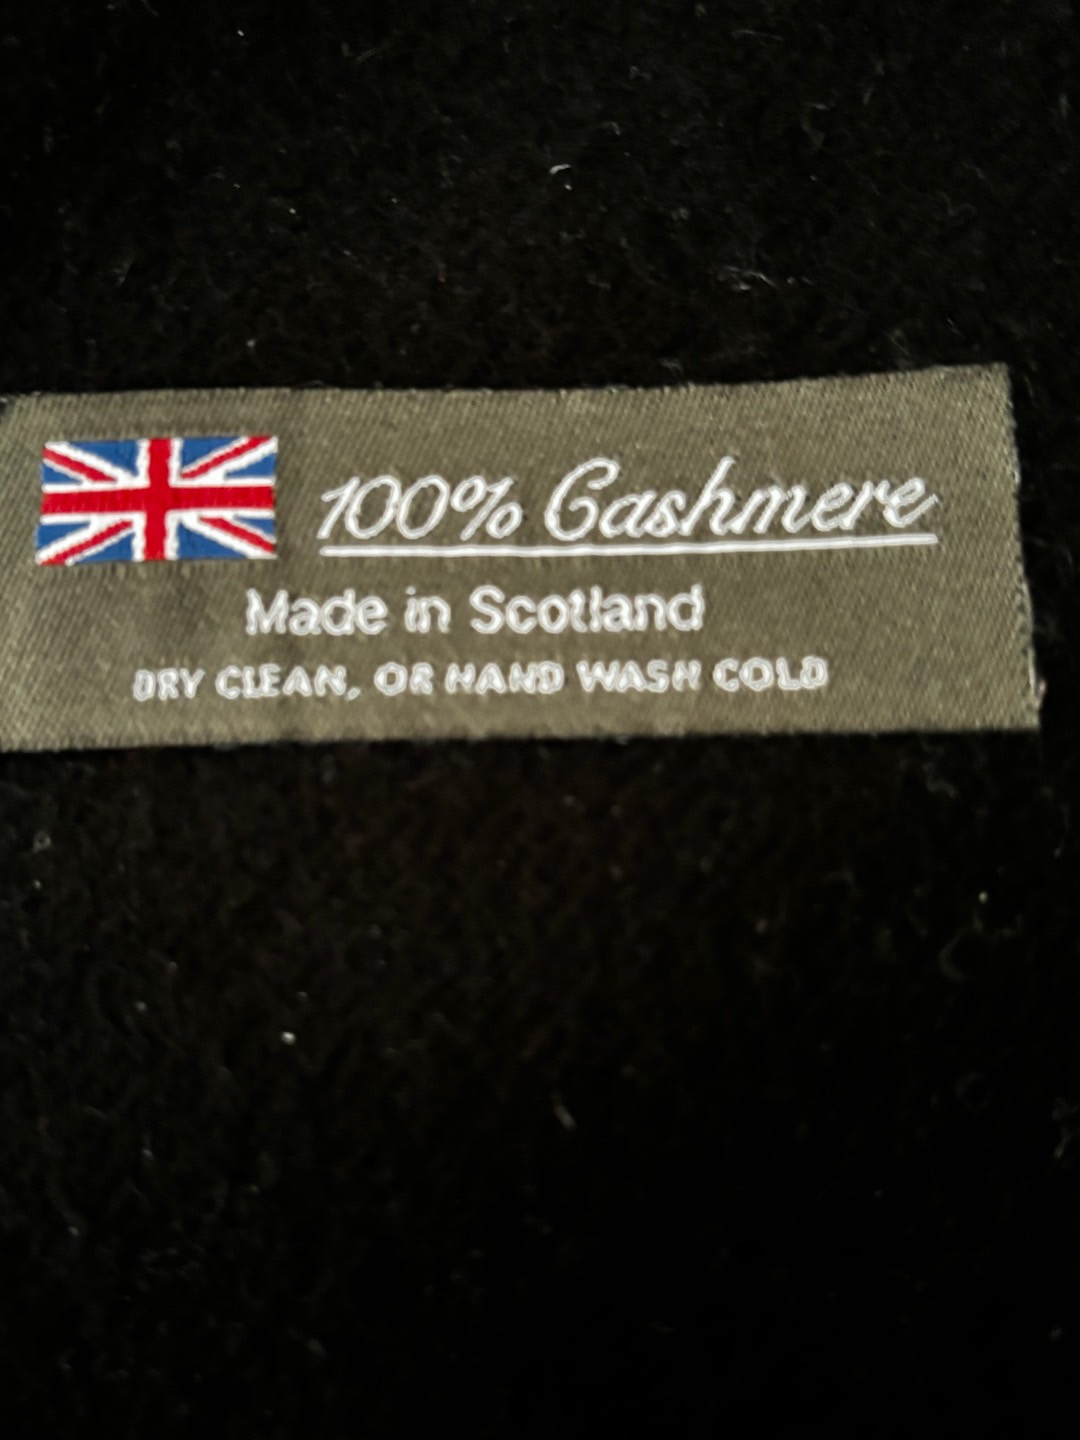 100% Cashmere
Made in Scotland
DRY CLEAN, OR HAND WASH COLD